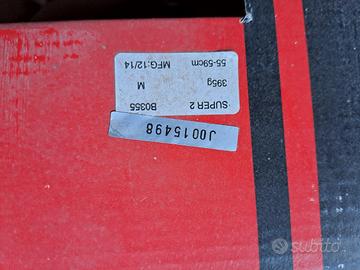 J0015498
SUPER 2 B0355
395g M
55-59cm MFG:12/14
subito